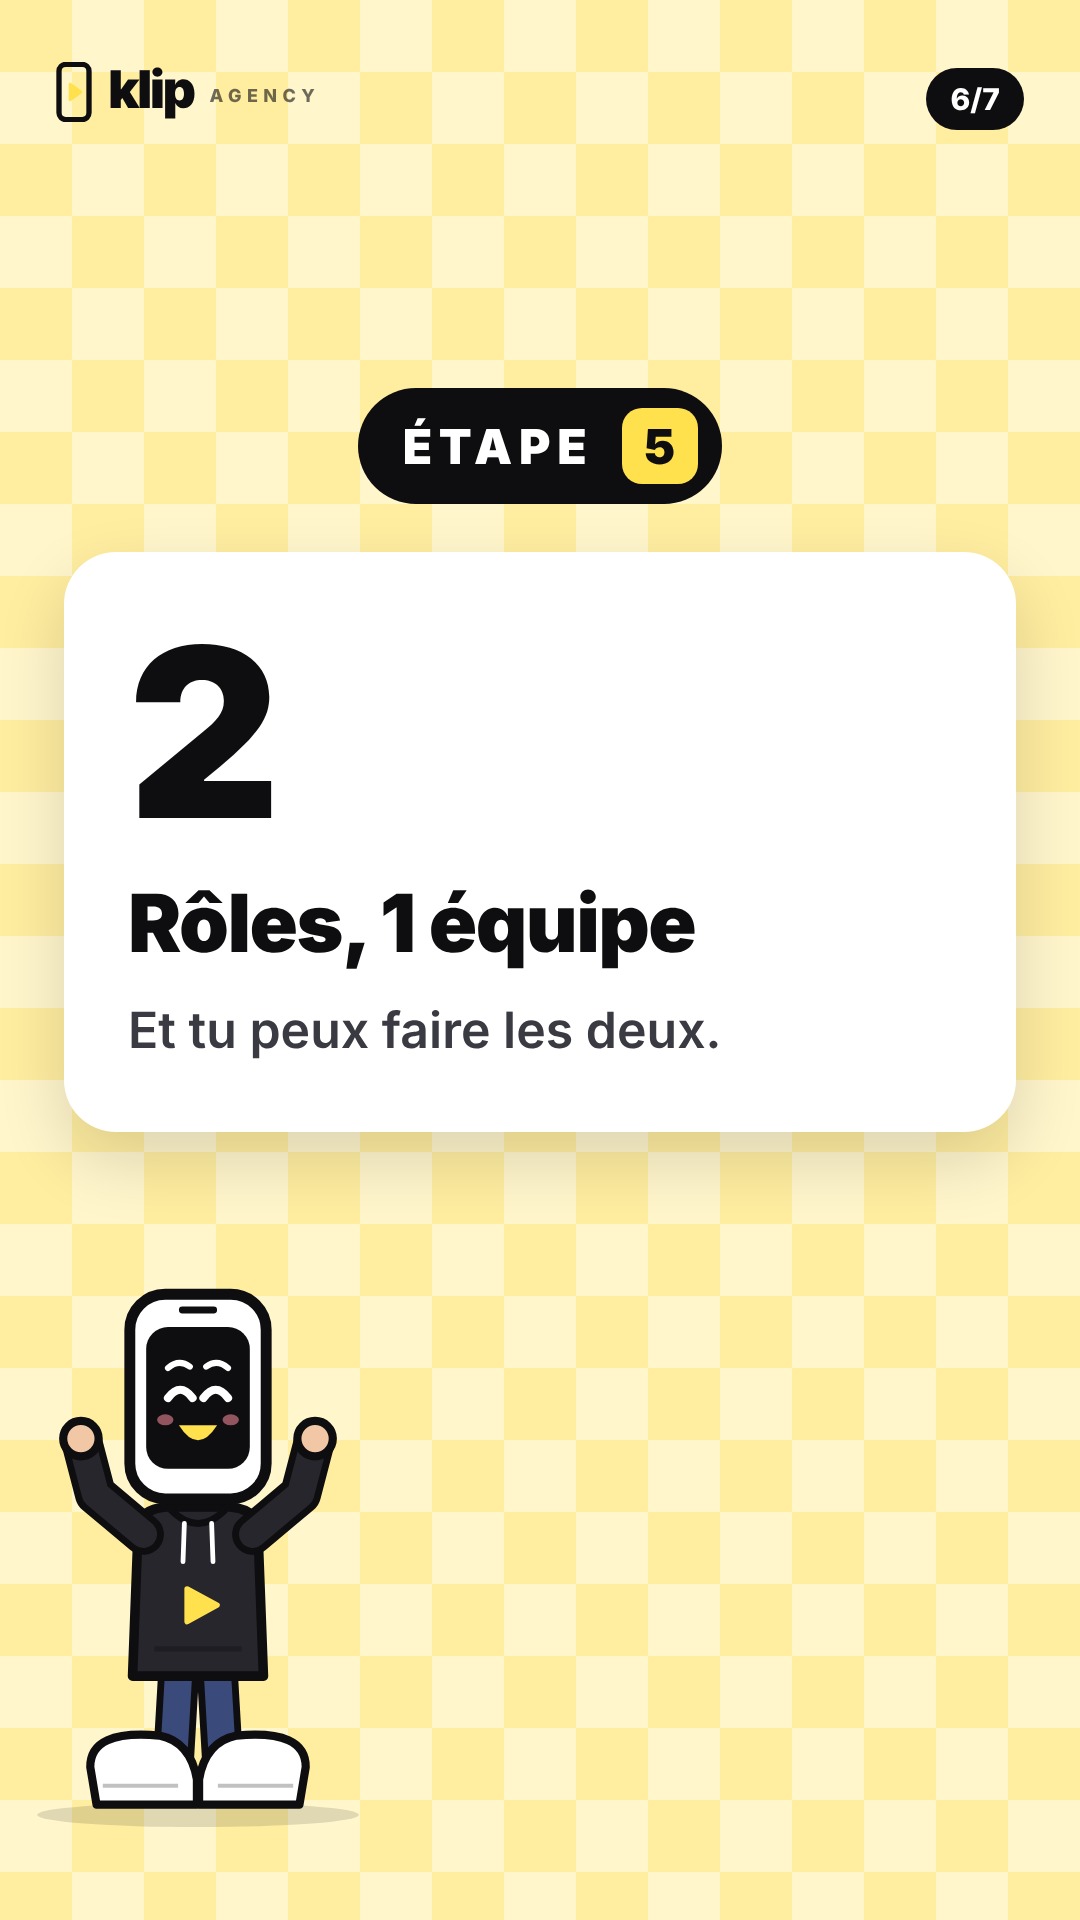 klip AGENCY
6/7
ÉTAPE 5
2
Rôles, 1 équipe
Et tu peux faire les deux.